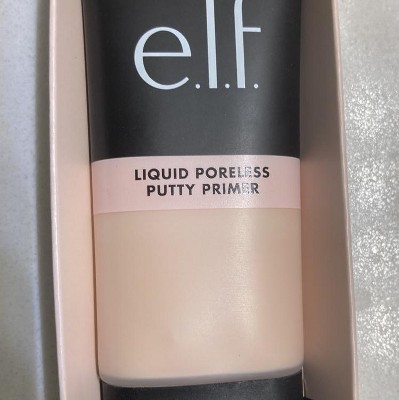 e.l.f.
LIQUID PORELESS
PUTTY PRIMER